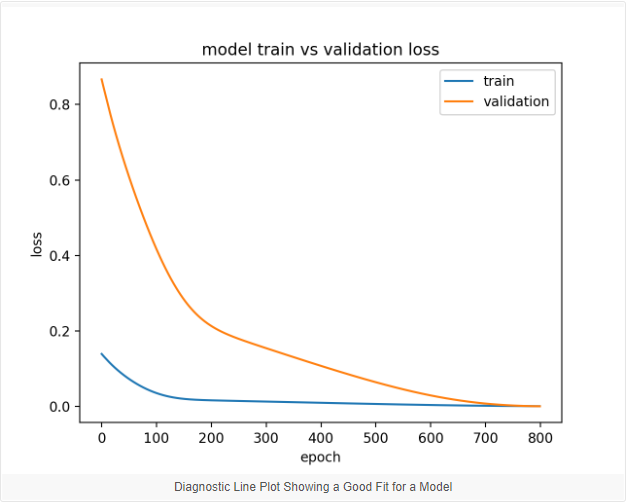 model train vs validation loss
train
validation
0.8
0.6
0.4
0.2
0.0
loss
0 100 200 300 400 500 600 700 800
epoch
Diagnostic Line Plot Showing a Good Fit for a Model